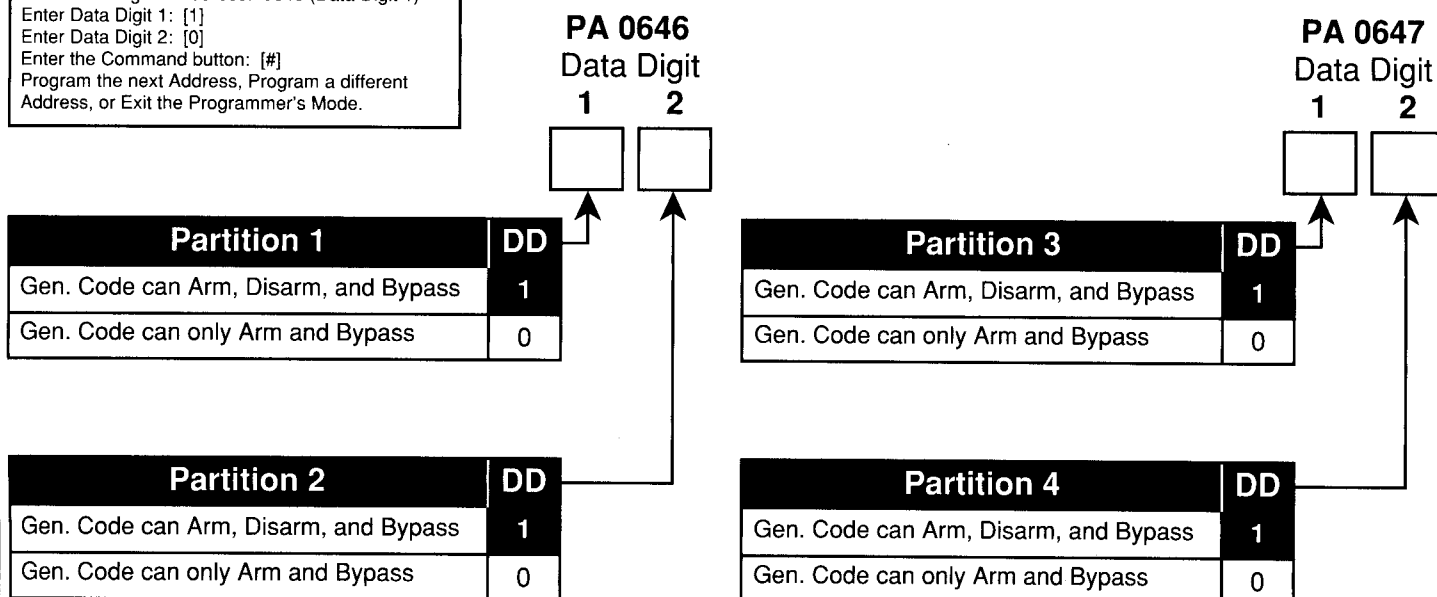 Enter Data Digit 1: [1]
Enter Data Digit 2: [0]
Enter the Command button: [#]
Program the next Address, Program a different
Address, or Exit the Programmer's Mode.
PA 0646
Data Digit
1 2
PA 0647
Data Digit
1 2
Partition 1 DD
Gen. Code can Arm, Disarm, and Bypass 1
Gen. Code can only Arm and Bypass 0
Partition 3 DD
Gen. Code can Arm, Disarm, and Bypass 1
Gen. Code can only Arm and Bypass 0
Partition 2 DD
Gen. Code can Arm, Disarm, and Bypass 1
Gen. Code can only Arm and Bypass 0
Partition 4 DD
Gen. Code can Arm, Disarm, and Bypass 1
Gen. Code can only Arm and Bypass 0